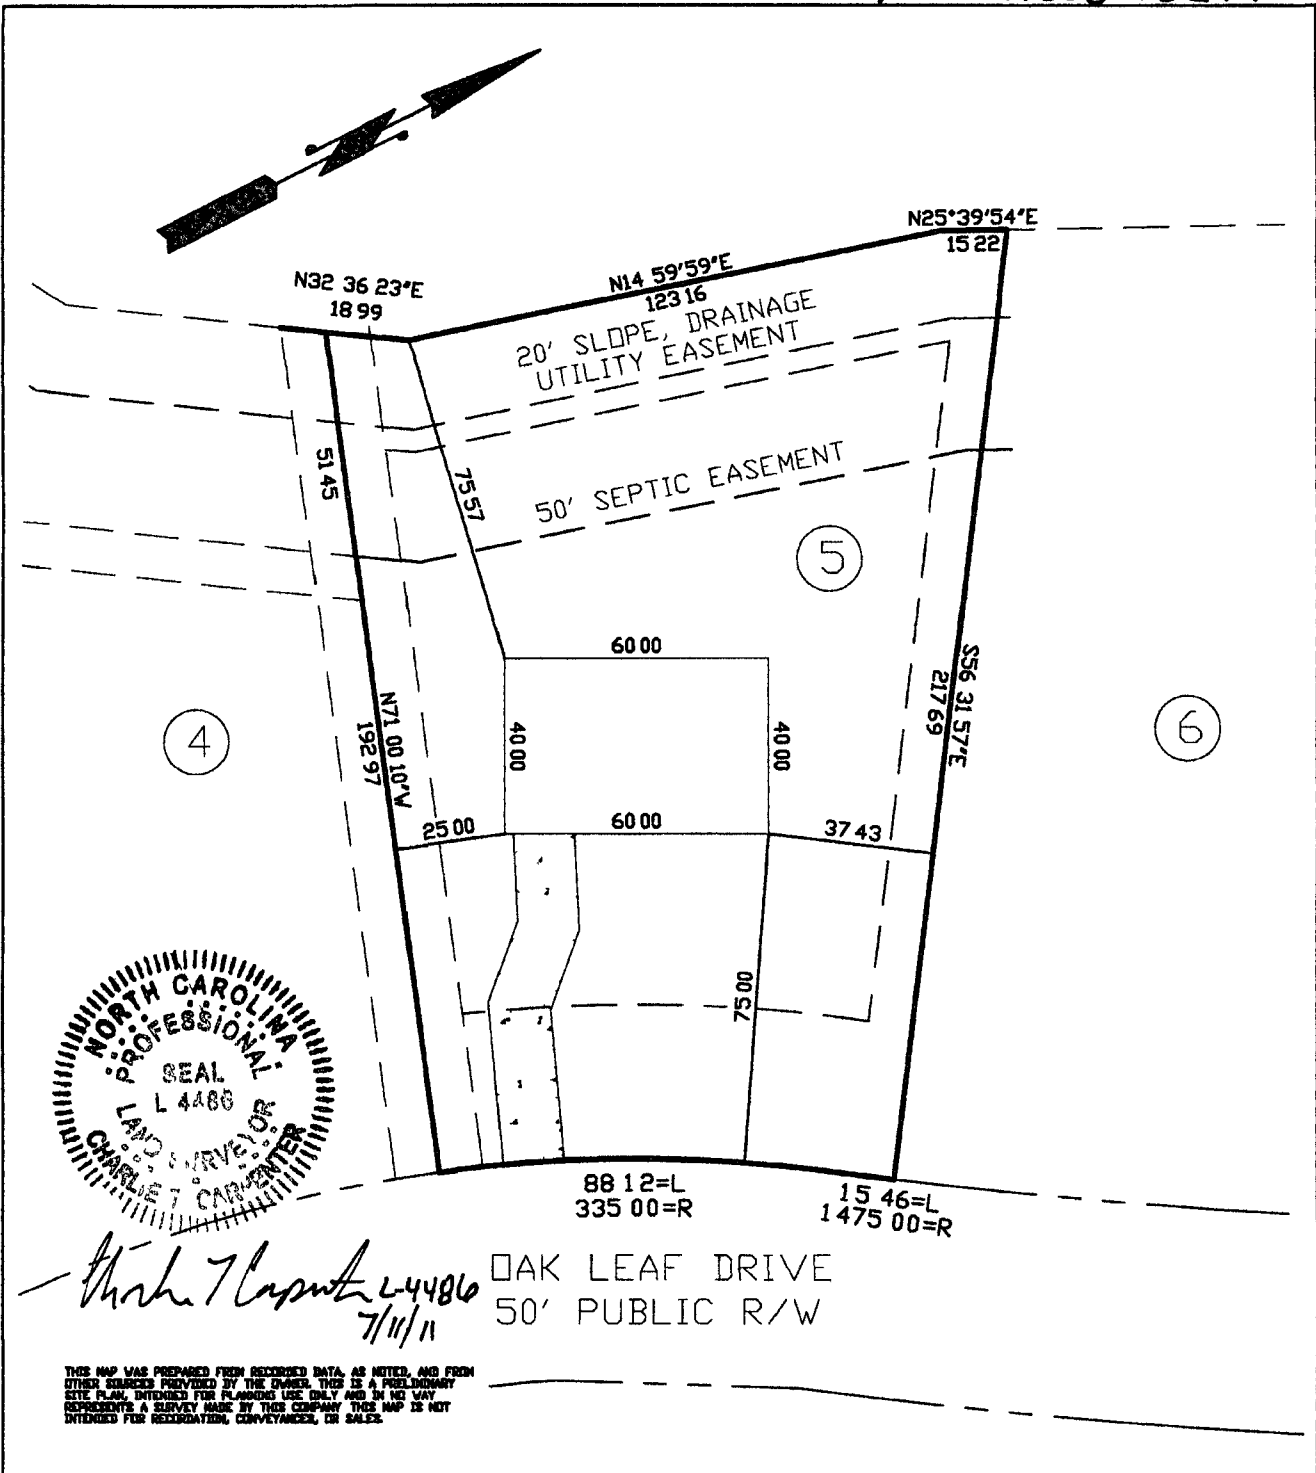 N25°39'54"E
15 22
N32 36 23"E
18 99
N14 59'59"E
123 16
20' SLOPE, DRAINAGE
UTILITY EASEMENT
51 45
75 57
50' SEPTIC EASEMENT
5
60 00
S56 31 57"E
217 69
N71 00 10"W
192 97
4
6
40 00
40 00
25 00
60 00
37 43
75 00
NORTH CAROLINA
PROFESSIONAL
SEAL
L 4486
LAND SURVEYOR
CHARLIE T CARPENTER
88 12=L
335 00=R
15 46=L
1475 00=R
OAK LEAF DRIVE
50' PUBLIC R/W
L-4486
7/11/11
THIS MAP WAS PREPARED FROM RECORDED DATA, AS NOTED, AND FROM
OTHER SOURCES PROVIDED BY THE OWNER. THIS IS A PRELIMINARY
SITE PLAN, INTENDED FOR PLANNING USE ONLY AND IN NO WAY
REPRESENTS A SURVEY MADE BY THIS COMPANY THIS MAP IS NOT
INTENDED FOR RECORDATION, CONVEYANCES, OR SALES.